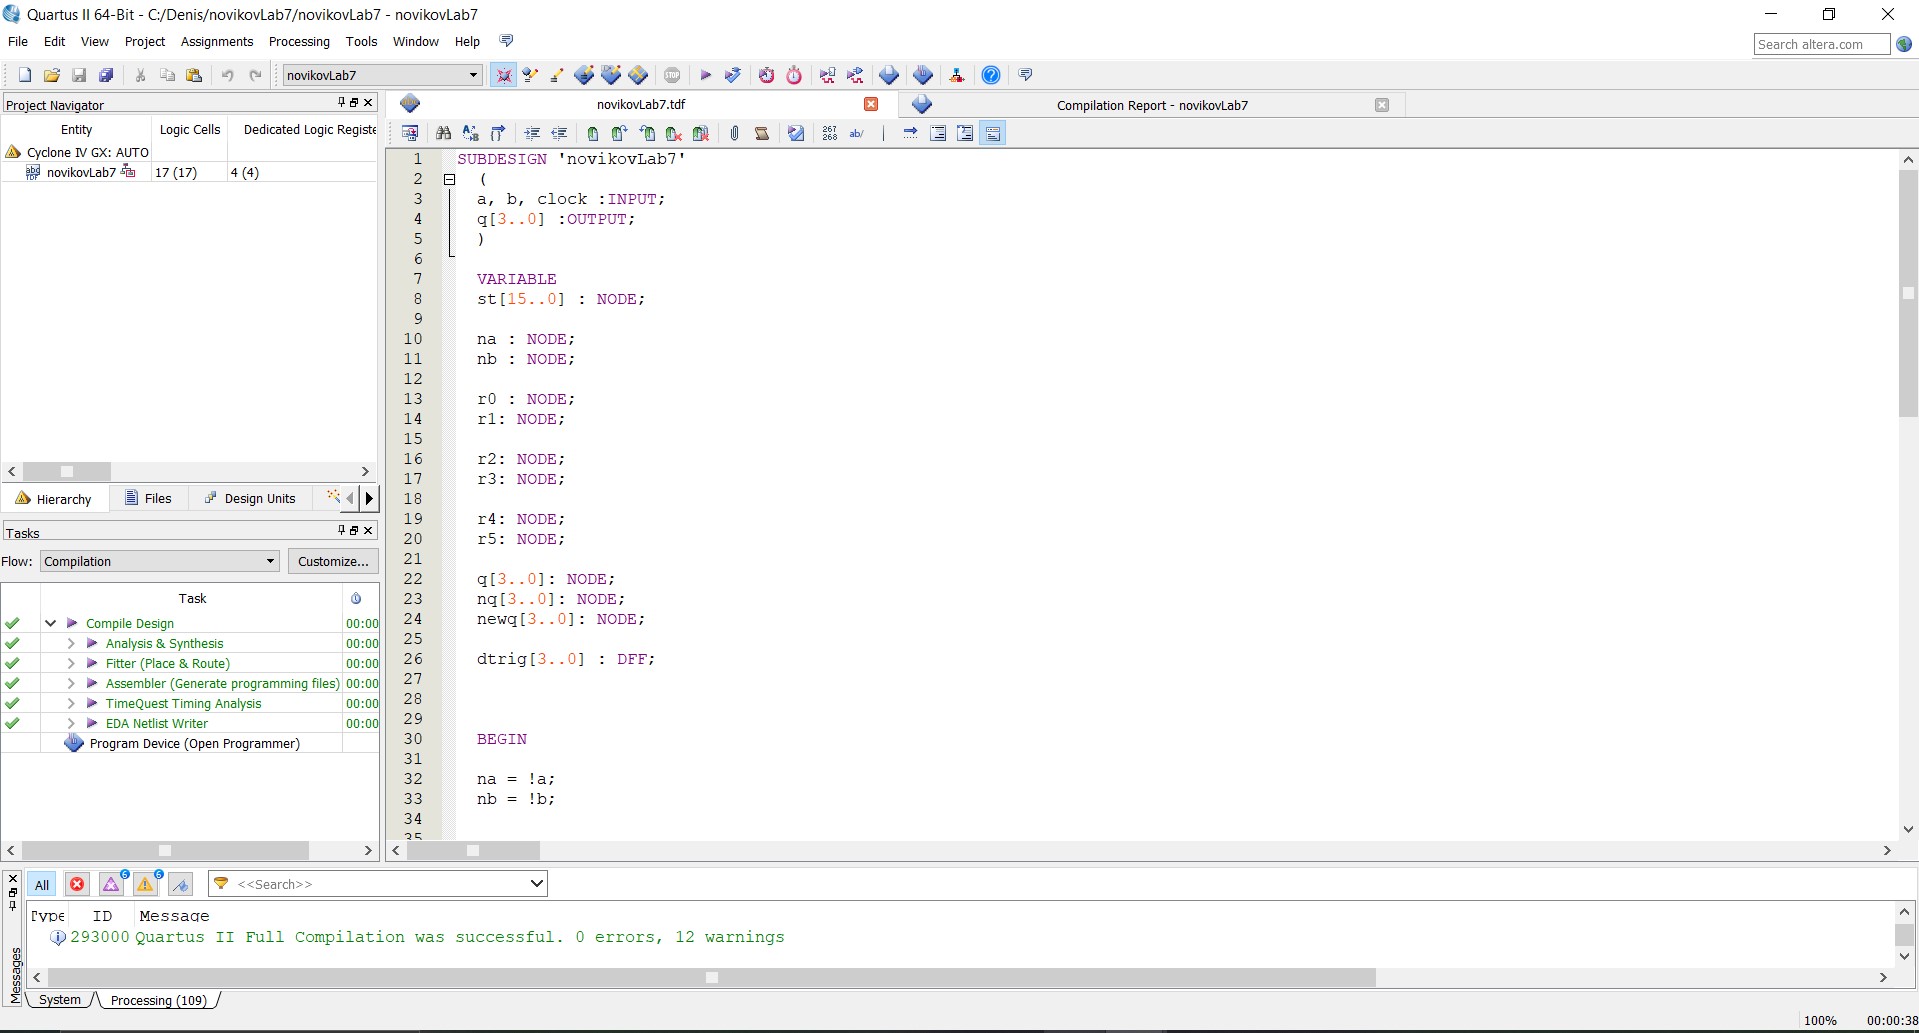 Quartus II 64-Bit - C:/Denis/novikovLab7/novikovLab7 - novikovLab7
File Edit View Project Assignments Processing Tools Window Help
Search altera.com
novikovLab7
STOP
Project Navigator
Entity Logic Cells Dedicated Logic Registe
Cyclone IV GX: AUTO
novikovLab7 17 (17) 4 (4)
Hierarchy Files Design Units
Tasks
Flow: Compilation Customize...
Task
Compile Design 00:00
Analysis & Synthesis 00:00
Fitter (Place & Route) 00:00
Assembler (Generate programming files) 00:00
TimeQuest Timing Analysis 00:00
EDA Netlist Writer 00:00
Program Device (Open Programmer)
novikovLab7.tdf
Compilation Report - novikovLab7
267
268 ab/
1 SUBDESIGN 'novikovLab7'
2 (
3 a, b, clock :INPUT;
4 q[3..0] :OUTPUT;
5 )
6
7 VARIABLE
8 st[15..0] : NODE;
9
10 na : NODE;
11 nb : NODE;
12
13 r0 : NODE;
14 r1: NODE;
15
16 r2: NODE;
17 r3: NODE;
18
19 r4: NODE;
20 r5: NODE;
21
22 q[3..0]: NODE;
23 nq[3..0]: NODE;
24 newq[3..0]: NODE;
25
26 dtrig[3..0] : DFF;
27
28
29
30 BEGIN
31
32 na = !a;
33 nb = !b;
34
35
All 6 6 <<Search>>
Type ID Message
293000 Quartus II Full Compilation was successful. 0 errors, 12 warnings
Messages
System Processing (109)
100% 00:00:38